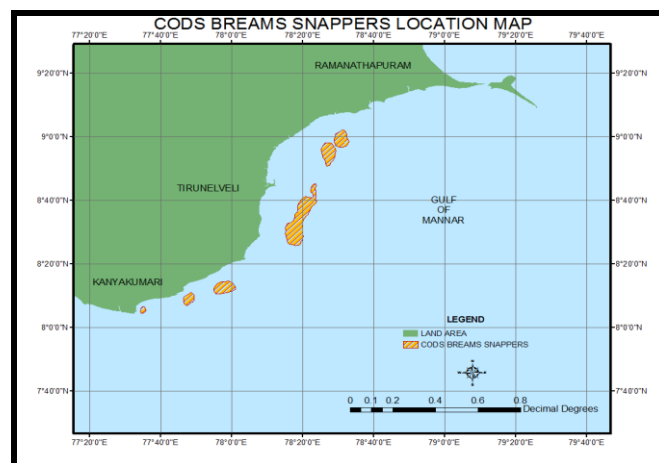 CODS BREAMS SNAPPERS LOCATION MAP
77°20'0"E 77°40'0"E 78°0'0"E 78°20'0"E 78°40'0"E 79°0'0"E 79°20'0"E 79°40'0"E
RAMANATHAPURAM
9°20'0"N 9°20'0"N
9°0'0"N 9°0'0"N
TIRUNELVELI
8°40'0"N 8°40'0"N
GULF
OF
MANNAR
8°20'0"N 8°20'0"N
KANYAKUMARI
LEGEND
8°0'0"N 8°0'0"N
LAND AREA
CODS BREAMS SNAPPERS
7°40'0"N 7°40'0"N
0 0.1 0.2 0.4 0.6 0.8
Decimal Degrees
77°20'0"E 77°40'0"E 78°0'0"E 78°20'0"E 78°40'0"E 79°0'0"E 79°20'0"E 79°40'0"E